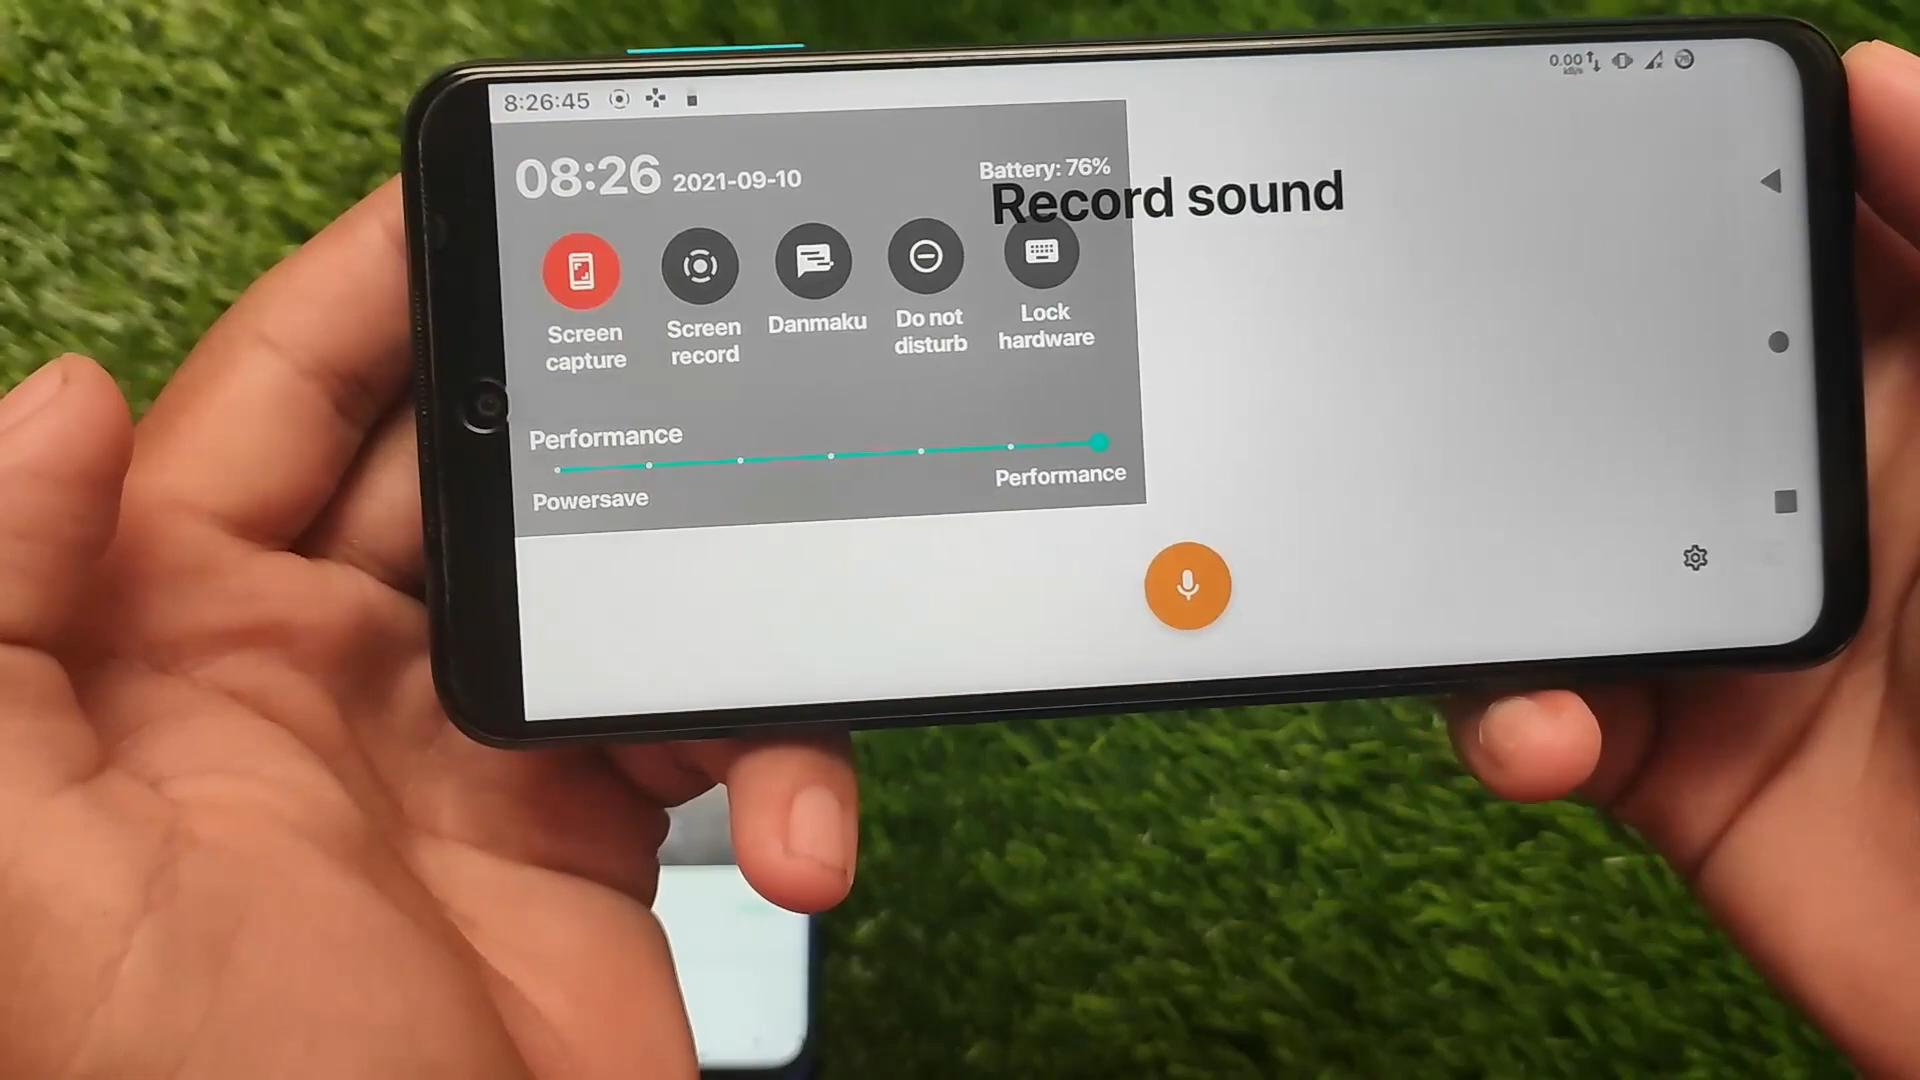 8:26:45
0.00
kB/s
08:26 2021-09-10
Battery: 76%
Record sound
Screen
capture
Screen
record
Danmaku
Do not
disturb
Lock
hardware
Performance
Powersave
Performance